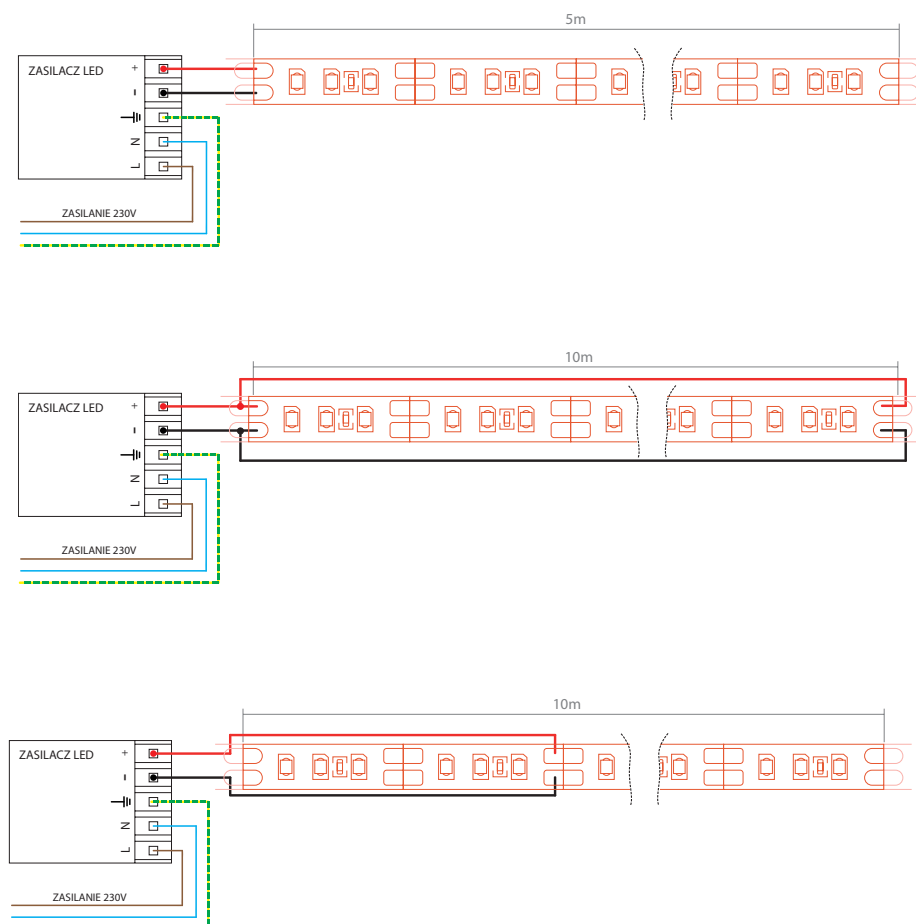 5m
ZASILACZ LED
+
-
N
L
ZASILANIE 230V
10m
ZASILACZ LED
+
-
N
L
ZASILANIE 230V
10m
ZASILACZ LED
+
-
N
L
ZASILANIE 230V